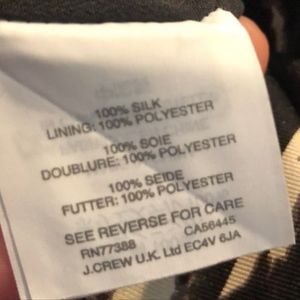 100% SILK
LINING: 100% POLYESTER
100% SOIE
DOUBLURE: 100% POLYESTER
100% SEIDE
FUTTER: 100% POLYESTER
SEE REVERSE FOR CARE
RN77388 CA56445
J.CREW U.K. Ltd EC4V 6JA